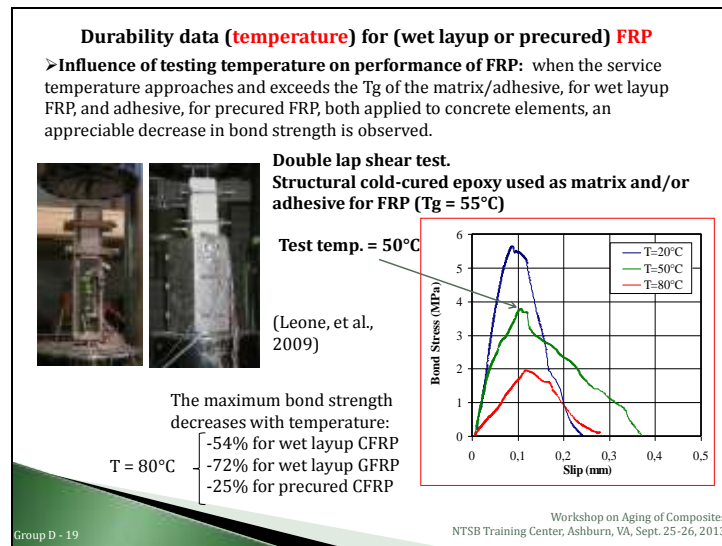 Durability data (temperature) for (wet layup or precured) FRP
➢Influence of testing temperature on performance of FRP: when the service
temperature approaches and exceeds the Tg of the matrix/adhesive, for wet layup
FRP, and adhesive, for precured FRP, both applied to concrete elements, an
appreciable decrease in bond strength is observed.
Double lap shear test.
Structural cold-cured epoxy used as matrix and/or
adhesive for FRP (Tg = 55°C)
Test temp. = 50°C
(Leone, et al.,
2009)
6
5
4
3
2
1
0
Bond Stress (MPa)
T=20°C
T=50°C
T=80°C
0 0,1 0,2 0,3 0,4 0,5
Slip (mm)
The maximum bond strength
decreases with temperature:
T = 80°C
-54% for wet layup CFRP
-72% for wet layup GFRP
-25% for precured CFRP
Group D - 19
Workshop on Aging of Composites
NTSB Training Center, Ashburn, VA, Sept. 25-26, 2013